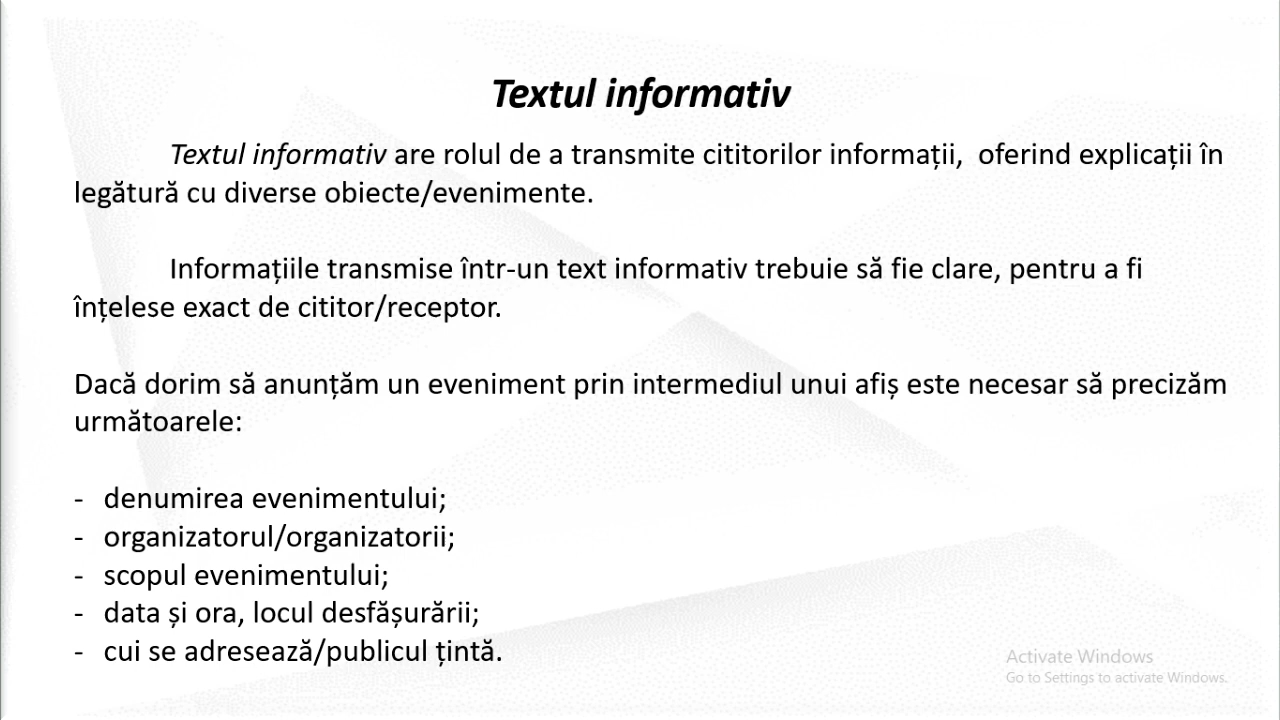 Textul informativ
Textul informativ are rolul de a transmite cititorilor informații,  oferind explicații în
legătură cu diverse obiecte/evenimente.
Informațiile transmise într-un text informativ trebuie să fie clare, pentru a fi
înțelese exact de cititor/receptor.
Dacă dorim să anunțăm un eveniment prin intermediul unui afiș este necesar să precizăm
următoarele:
- denumirea evenimentului;
- organizatorul/organizatorii;
- scopul evenimentului;
- data și ora, locul desfășurării;
- cui se adresează/publicul țintă.
Activate Windows
Go to Settings to activate Windows.